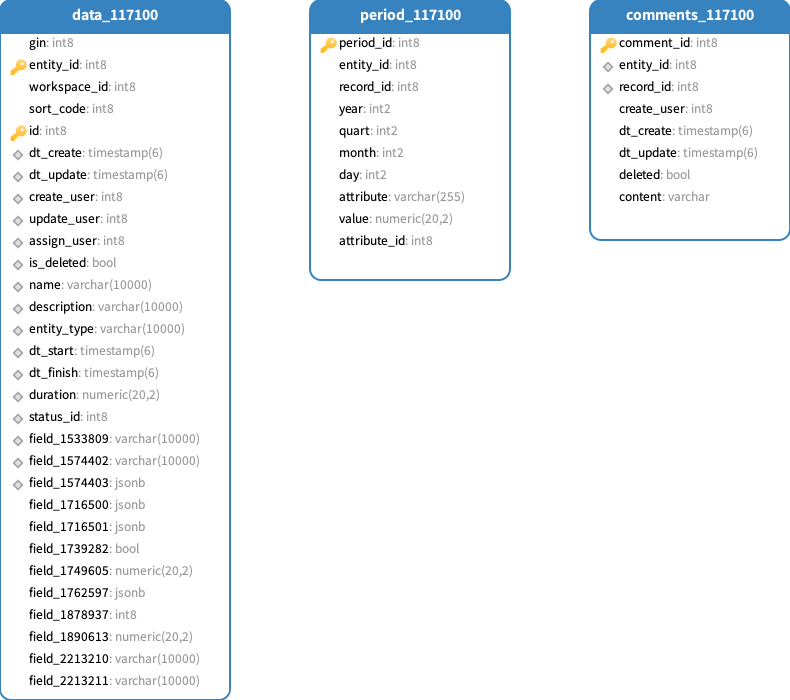 data_117100
gin: int8
entity_id: int8
workspace_id: int8
sort_code: int8
id: int8
dt_create: timestamp(6)
dt_update: timestamp(6)
create_user: int8
update_user: int8
assign_user: int8
is_deleted: bool
name: varchar(10000)
description: varchar(10000)
entity_type: varchar(10000)
dt_start: timestamp(6)
dt_finish: timestamp(6)
duration: numeric(20,2)
status_id: int8
field_1533809: varchar(10000)
field_1574402: varchar(10000)
field_1574403: jsonb
field_1716500: jsonb
field_1716501: jsonb
field_1739282: bool
field_1749605: numeric(20,2)
field_1762597: jsonb
field_1878937: int8
field_1890613: numeric(20,2)
field_2213210: varchar(10000)
field_2213211: varchar(10000)
period_117100
period_id: int8
entity_id: int8
record_id: int8
year: int2
quart: int2
month: int2
day: int2
attribute: varchar(255)
value: numeric(20,2)
attribute_id: int8
comments_117100
comment_id: int8
entity_id: int8
record_id: int8
create_user: int8
dt_create: timestamp(6)
dt_update: timestamp(6)
deleted: bool
content: varchar